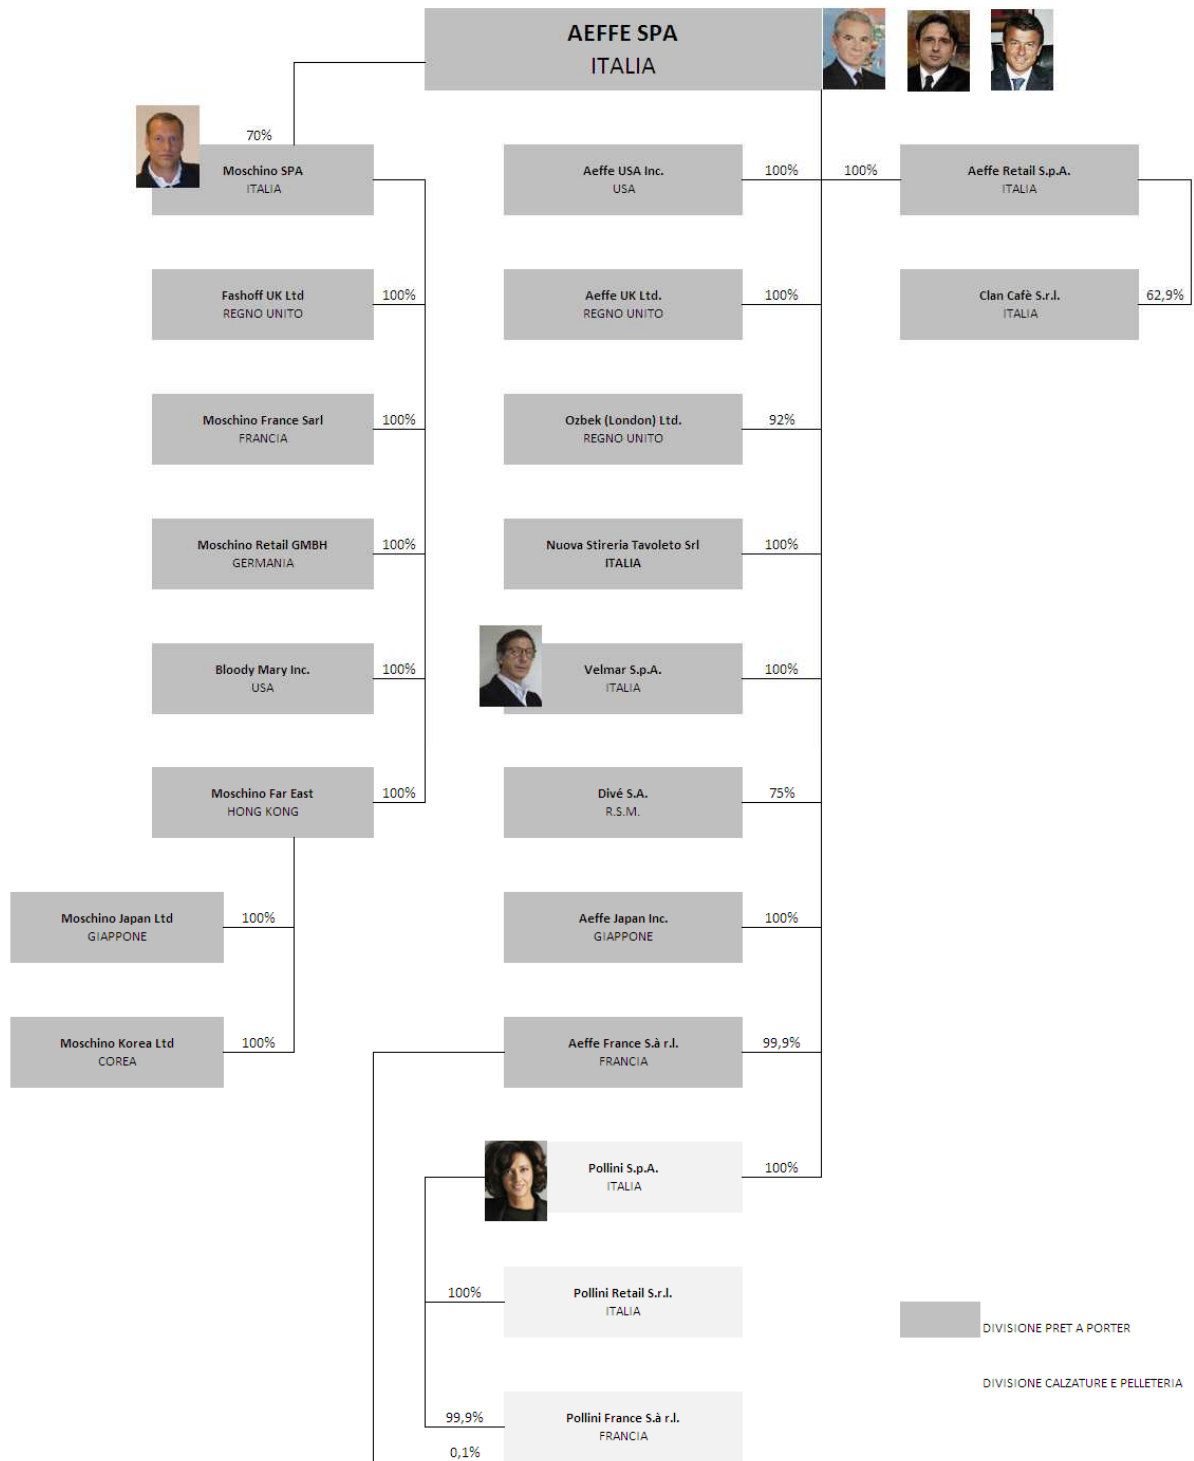 AEFFE SPA
ITALIA
70%
Moschino SPA
ITALIA
Aeffe USA Inc.
USA
100%
100%
Aeffe Retail S.p.A.
ITALIA
Fashoff UK Ltd
REGNO UNITO
100%
Aeffe UK Ltd.
REGNO UNITO
100%
Clan Cafè S.r.l.
ITALIA
62,9%
Moschino France Sarl
FRANCIA
100%
Ozbek (London) Ltd.
REGNO UNITO
92%
Moschino Retail GMBH
GERMANIA
100%
Nuova Stireria Tavoleto Srl
ITALIA
100%
Bloody Mary Inc.
USA
100%
Velmar S.p.A.
ITALIA
100%
Moschino Far East
HONG KONG
100%
Divé S.A.
R.S.M.
75%
Moschino Japan Ltd
GIAPPONE
100%
Aeffe Japan Inc.
GIAPPONE
100%
Moschino Korea Ltd
COREA
100%
Aeffe France S.à r.l.
FRANCIA
99,9%
Pollini S.p.A.
ITALIA
100%
100%
Pollini Retail S.r.l.
ITALIA
DIVISIONE PRET A PORTER
DIVISIONE CALZATURE E PELLETERIA
99,9%
Pollini France S.à r.l.
FRANCIA
0,1%